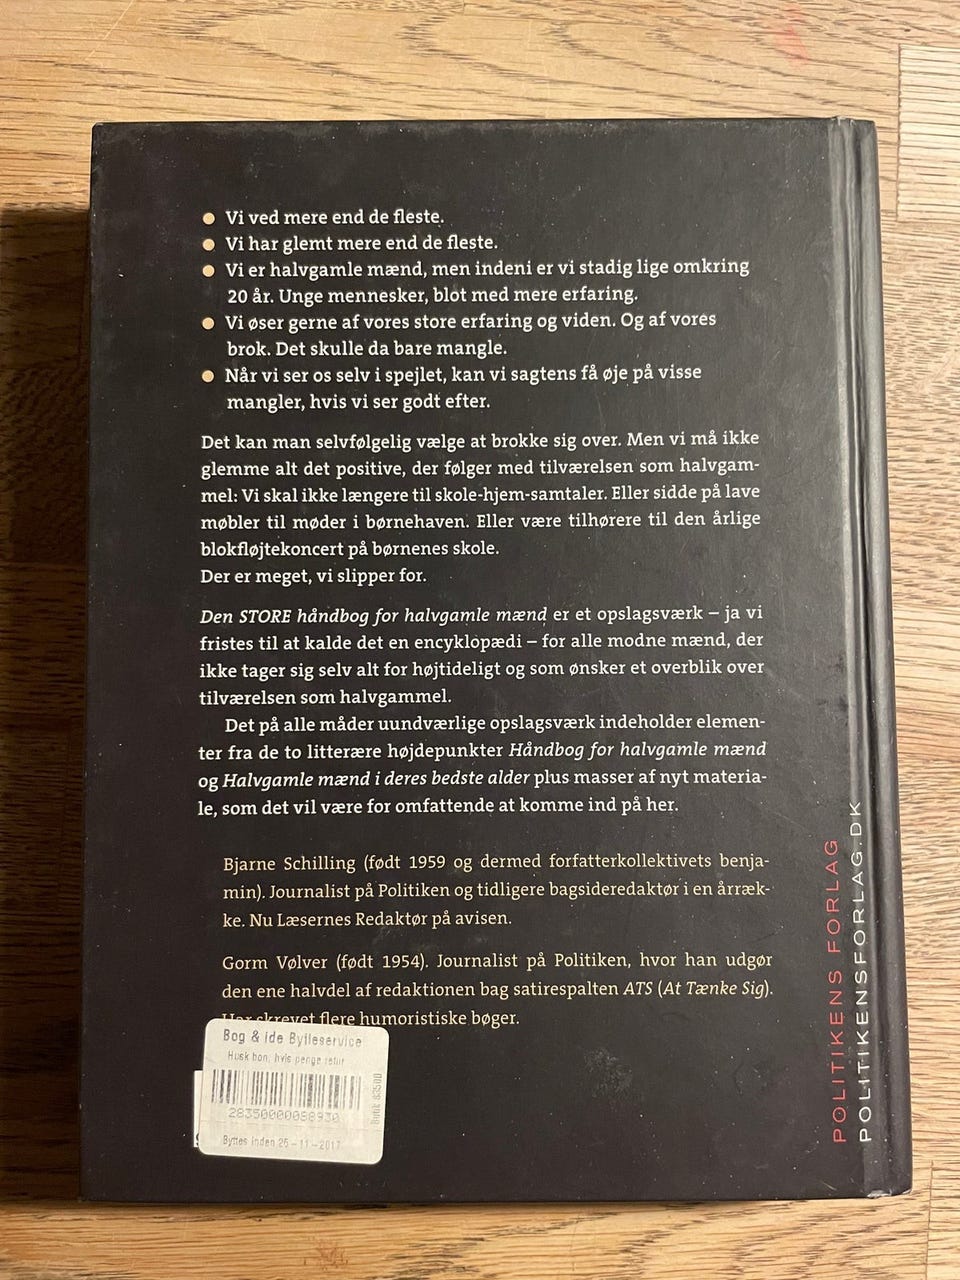 ● Vi ved mere end de fleste.
● Vi har glemt mere end de fleste.
● Vi er halvgamle mænd, men indeni er vi stadig lige omkring
20 år. Unge mennesker, blot med mere erfaring.
● Vi øser gerne af vores store erfaring og viden. Og af vores
brok. Det skulle da bare mangle.
● Når vi ser os selv i spejlet, kan vi sagtens få øje på visse
mangler, hvis vi ser godt efter.
Det kan man selvfølgelig vælge at brokke sig over. Men vi må ikke
glemme alt det positive, der følger med tilværelsen som halvgam-
mel: Vi skal ikke længere til skole-hjem-samtaler. Eller sidde på lave
møbler til møder i børnehaven. Eller være tilhørere til den årlige
blokfløjtekoncert på børnenes skole.
Der er meget, vi slipper for.
Den STORE håndbog for halvgamle mænd er et opslagsværk – ja vi
fristes til at kalde det en encyklopædi – for alle modne mænd, der
ikke tager sig selv alt for højtideligt og som ønsker et overblik over
tilværelsen som halvgammel.
Det på alle måder uundværlige opslagsværk indeholder elemen-
ter fra de to litterære højdepunkter Håndbog for halvgamle mænd
og Halvgamle mænd i deres bedste alder plus masser af nyt materia-
le, som det vil være for omfattende at komme ind på her.
Bjarne Schilling (født 1959 og dermed forfatterkollektivets benja-
min). Journalist på Politiken og tidligere bagsideredaktør i en årræk-
ke. Nu Læsernes Redaktør på avisen.
Gorm Vølver (født 1954). Journalist på Politiken, hvor han udgør
den ene halvdel af redaktionen bag satirespalten ATS (At Tænke Sig).
Har skrevet flere humoristiske bøger.
Bog & ide Bytteservice
Husk bon, hvis penge retur
2835000088930
Byttes inden 25-11-2017
POLITIKENS FORLAG
POLITIKENSFORLAG.DK